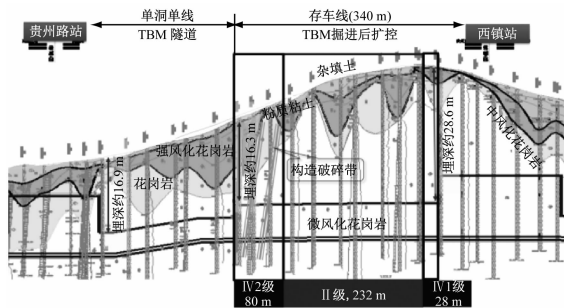 贵州路站
单洞单线
TBM 隧道
存车线(340 m)
TBM掘进后扩挖
西镇站
杂填土
粉质粘土
强风化花岗岩
花岗岩
埋深约16.9 m
埋深约16.3 m
构造破碎带
埋深约28.6 m
中风化花岗岩
微风化花岗岩
Ⅳ2级
80 m
Ⅱ级, 232 m
Ⅳ1级
28 m